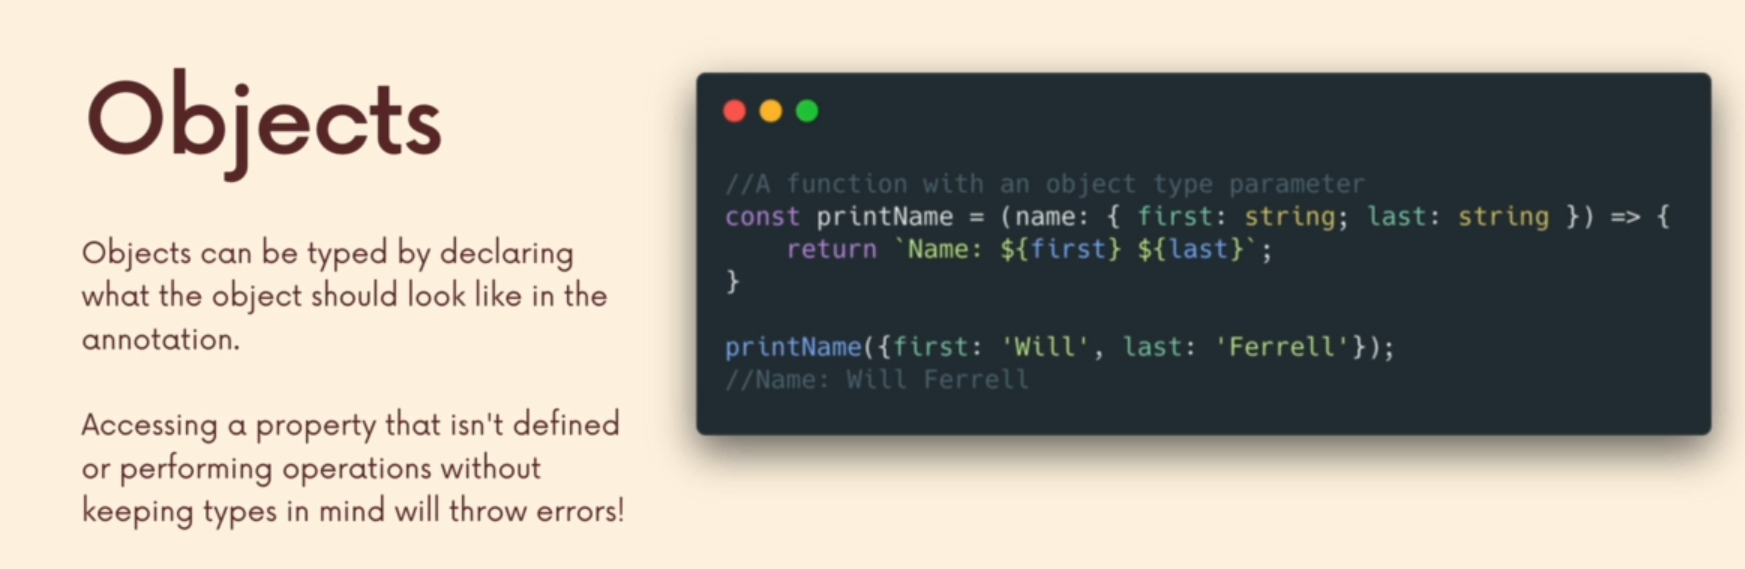 Objects
Objects can be typed by declaring
what the object should look like in the
annotation.
Accessing a property that isn't defined
or performing operations without
keeping types in mind will throw errors!
//A function with an object type parameter
const printName = (name: { first: string; last: string }) => {
    return `Name: ${first} ${last}`;
}
printName({first: 'Will', last: 'Ferrell'});
//Name: Will Ferrell